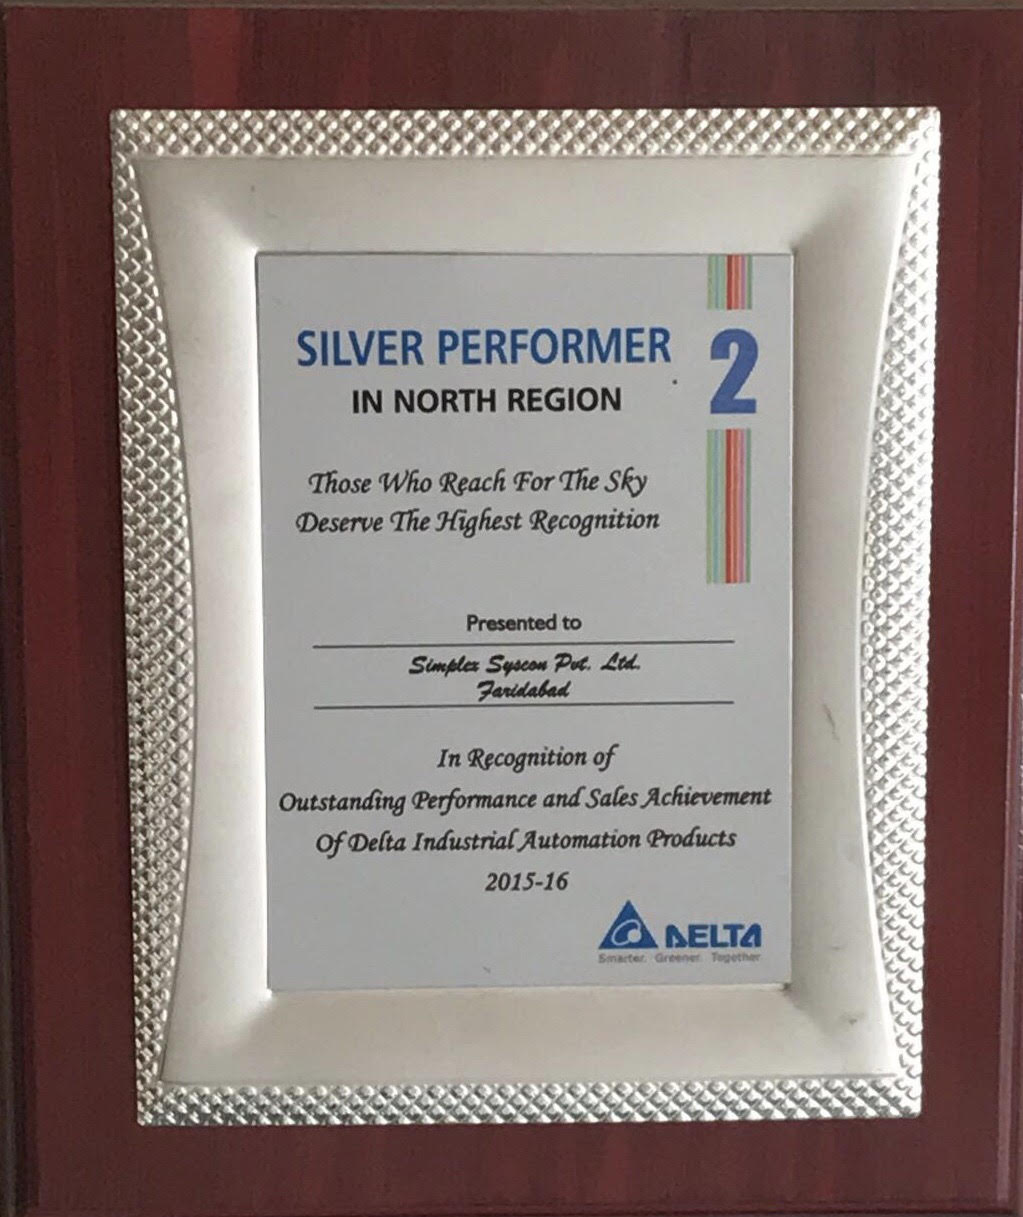 SILVER PERFORMER
2
IN NORTH REGION
Those Who Reach For The Sky
Deserve The Highest Recognition
Presented to
Simplex Syscon Pvt. Ltd.
Faridabad
In Recognition of
Outstanding Performance and Sales Achievement
Of Delta Industrial Automation Products
2015-16
DELTA
Smarter. Greener. Together